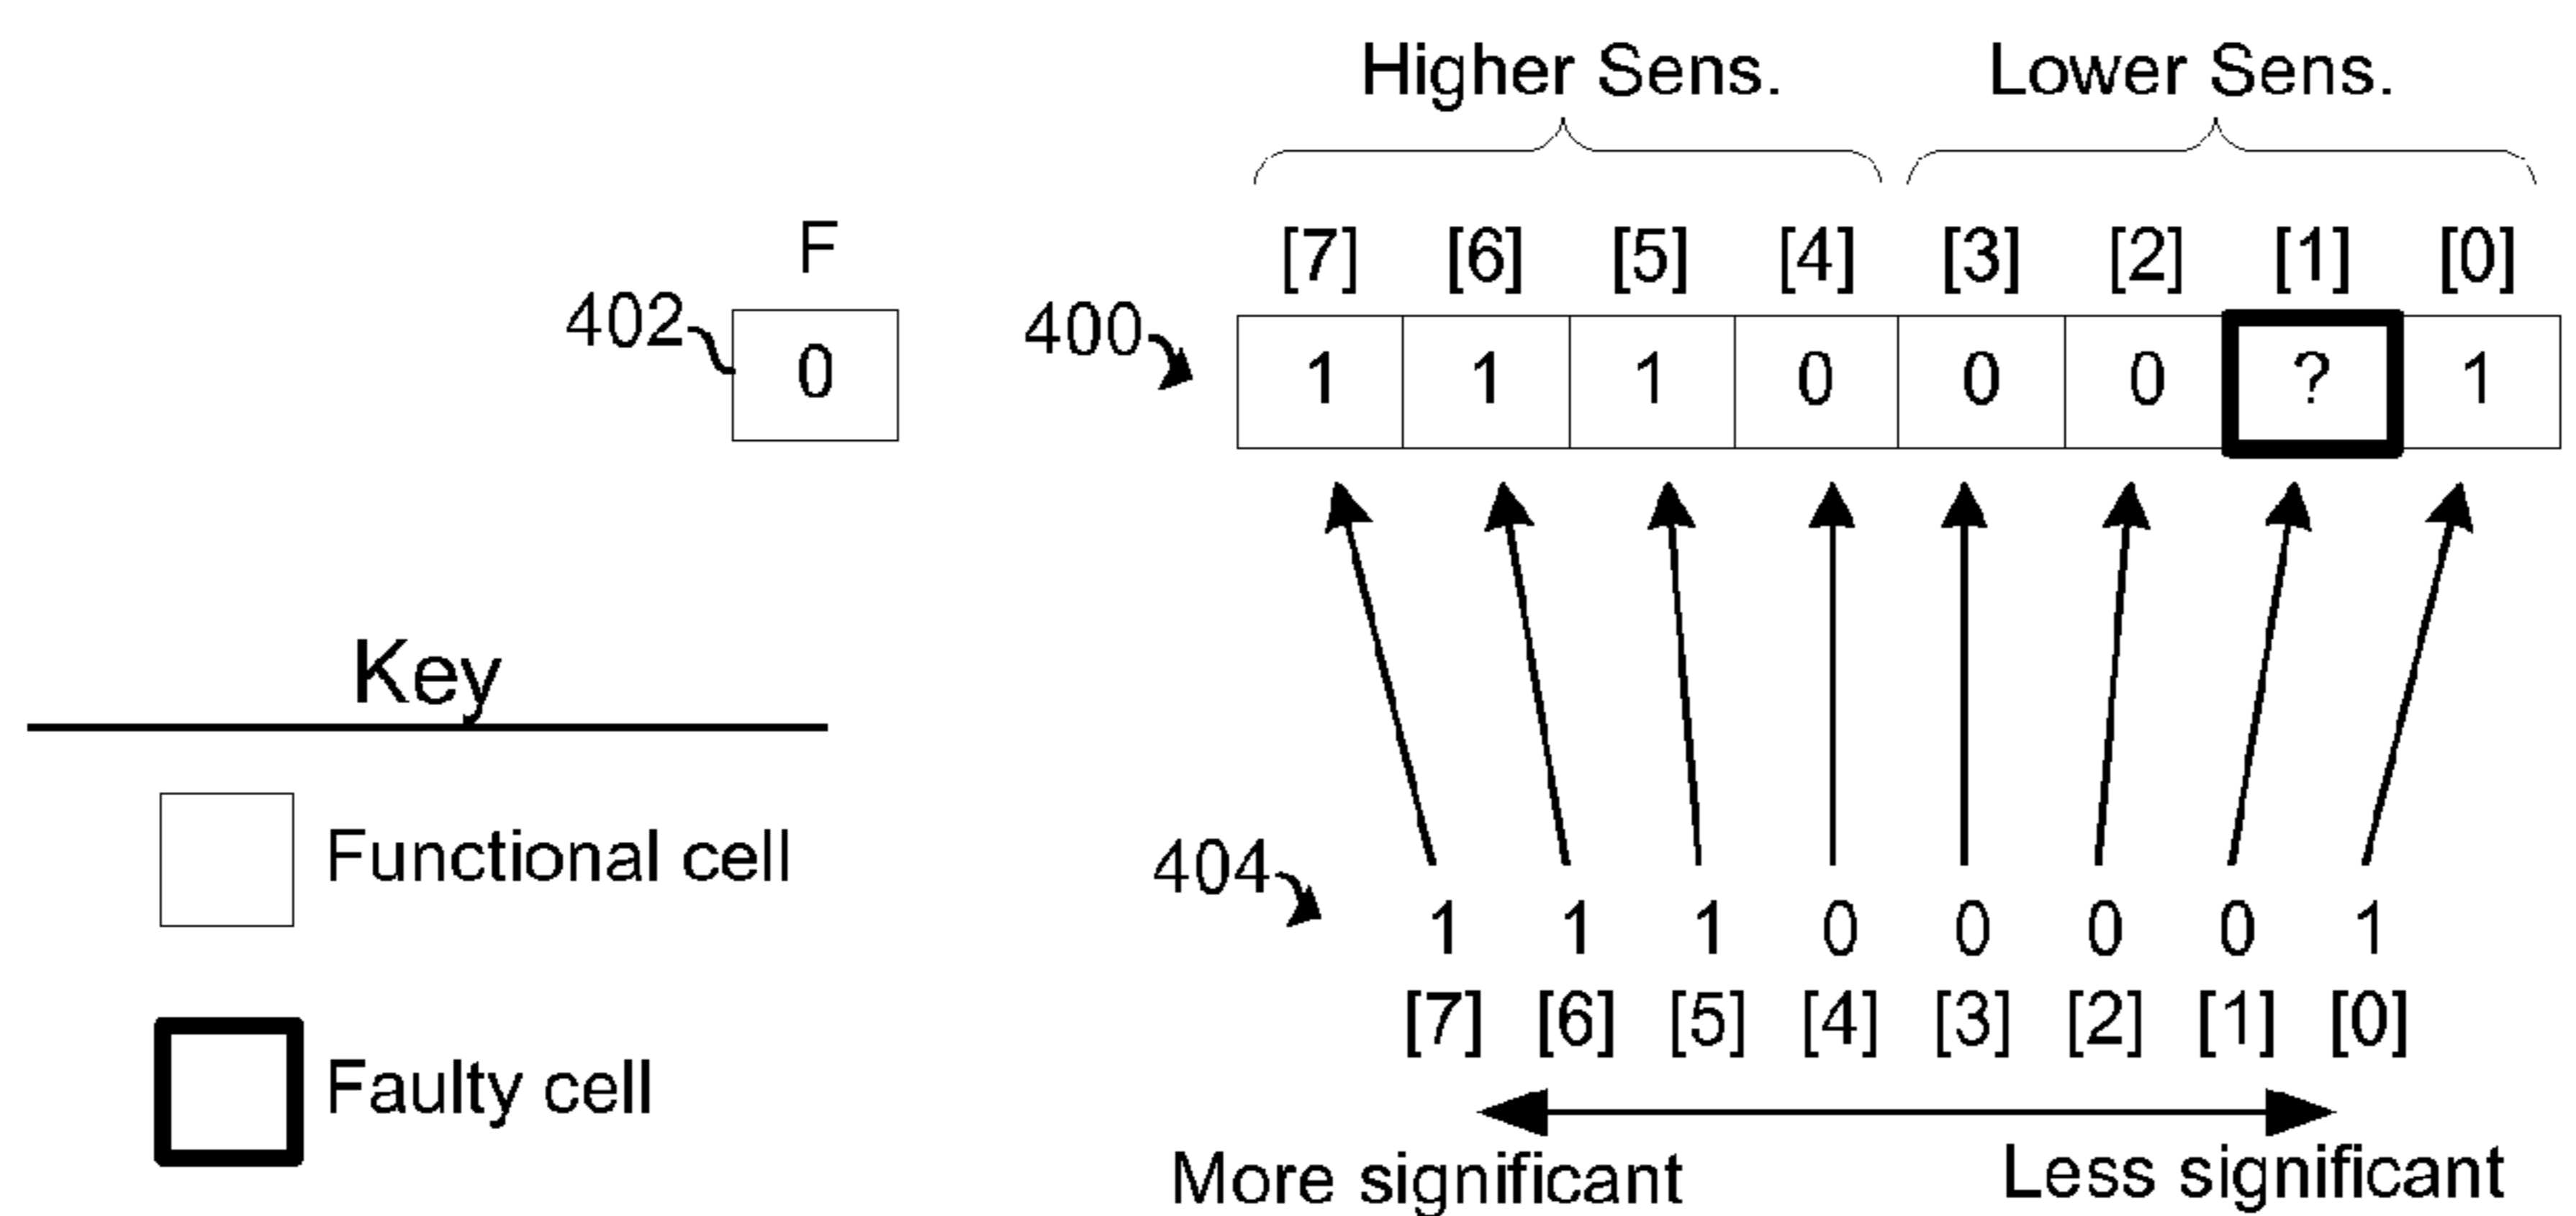 Higher Sens. Lower Sens.
F [7] [6] [5] [4] [3] [2] [1] [0]
402 0 400 1 1 1 0 0 0 ? 1
Key
Functional cell
404 1 1 1 0 0 0 0 1
[7] [6] [5] [4] [3] [2] [1] [0]
Faulty cell
More significant Less significant